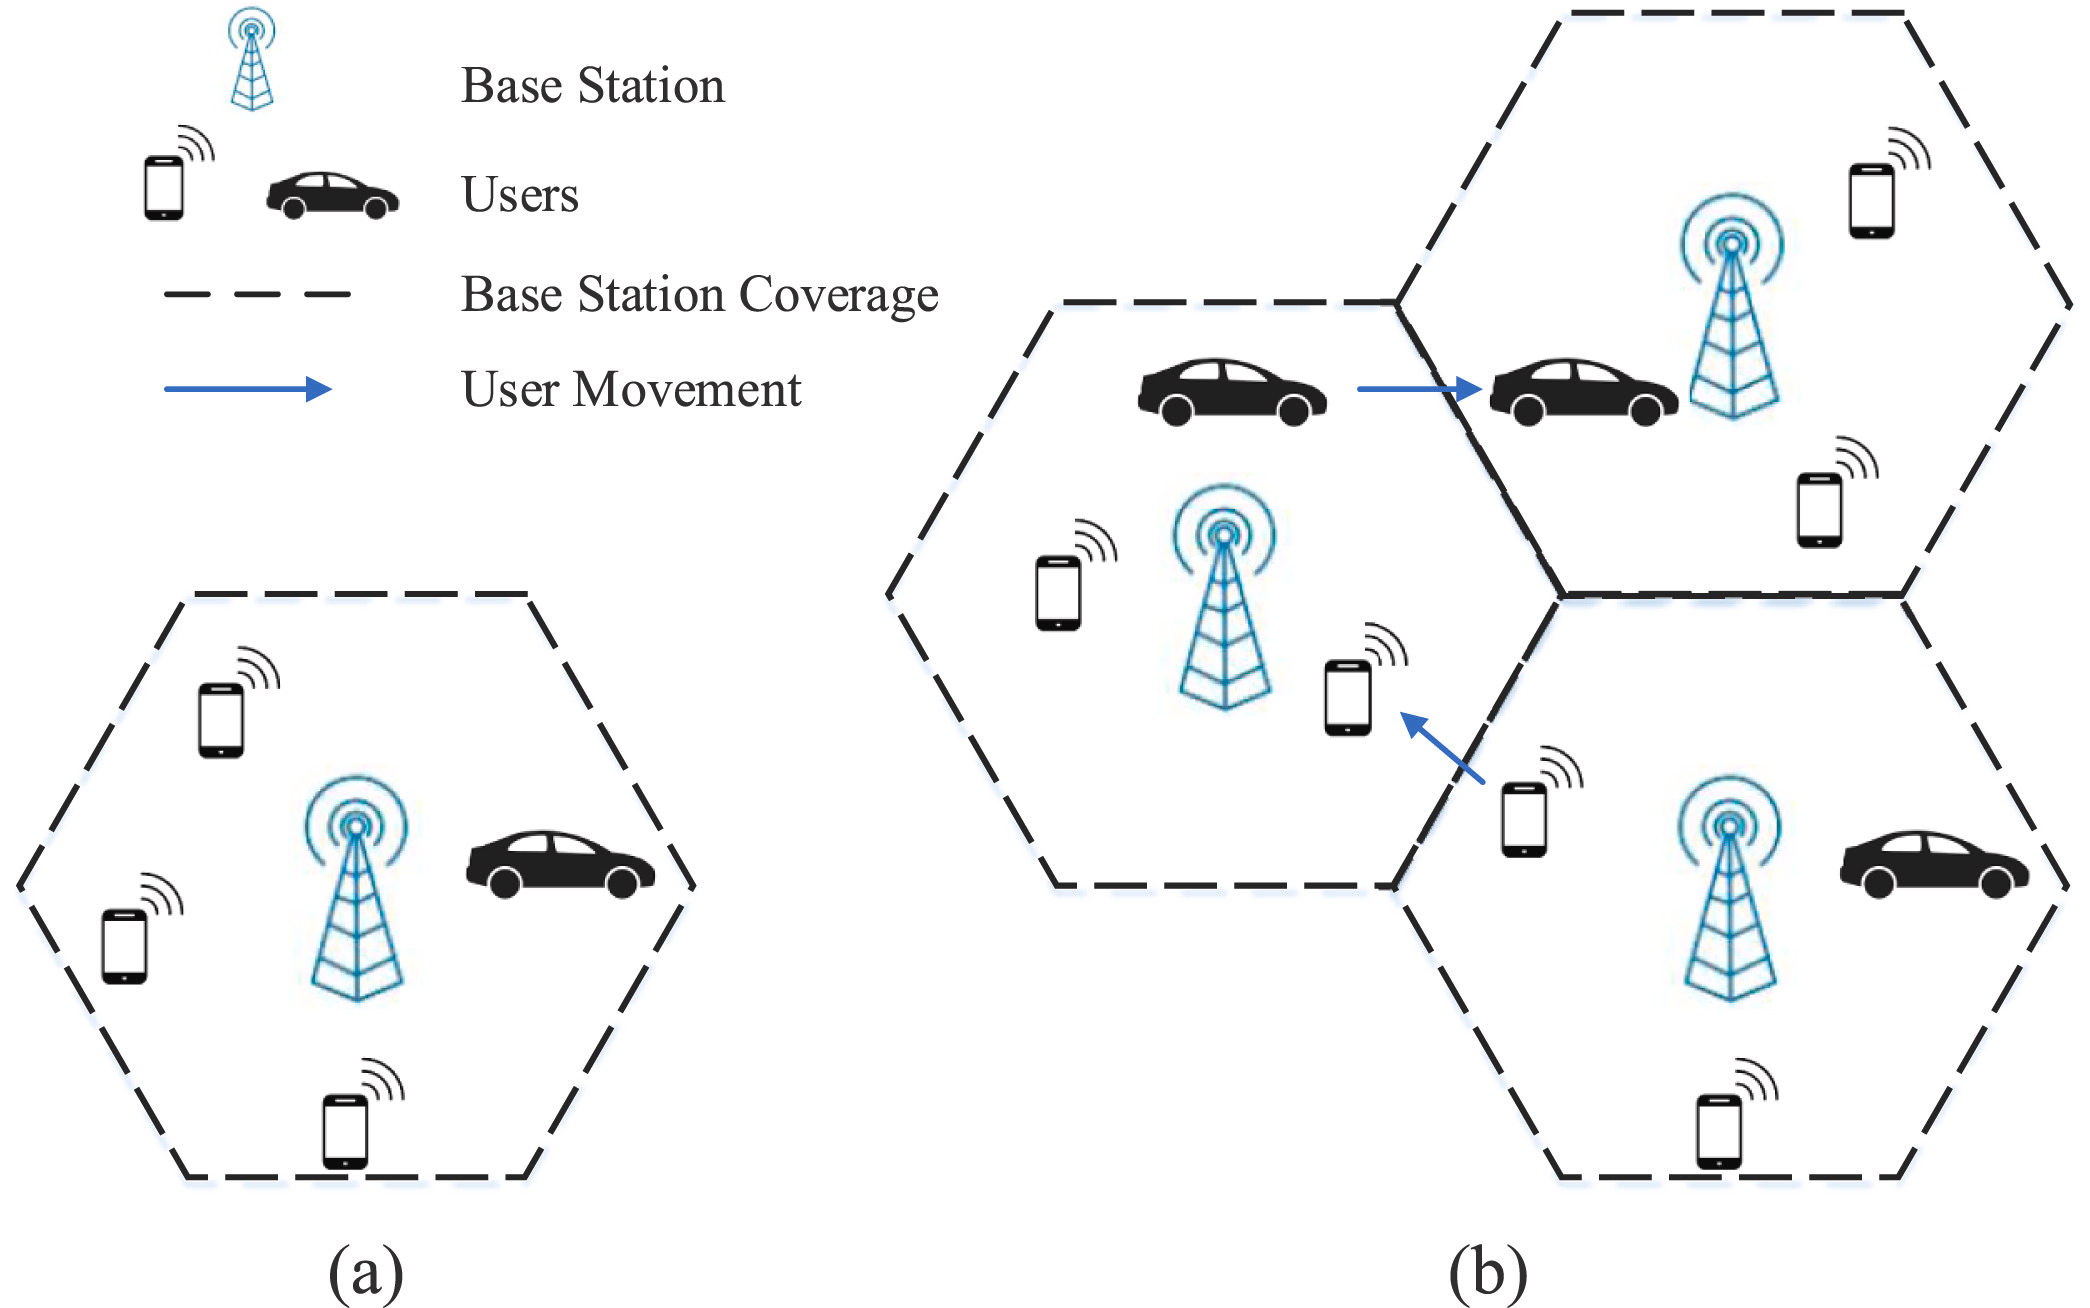 Base Station
Users
Base Station Coverage
User Movement
(a)
(b)